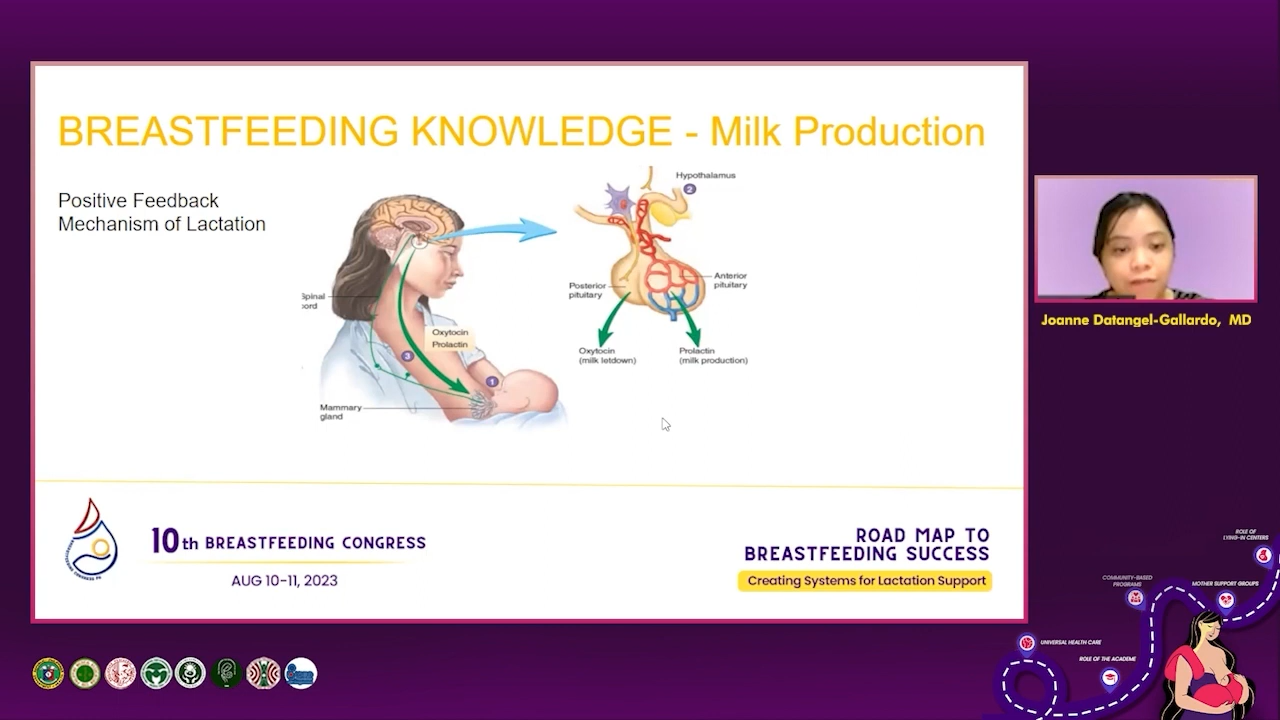 BREASTFEEDING KNOWLEDGE - Milk Production
Positive Feedback
Mechanism of Lactation
Hypothalamus
2
Spinal
cord
Posterior
pituitary
Anterior
pituitary
Oxytocin
Prolactin
3
1
Oxytocin
(milk letdown)
Prolactin
(milk production)
Mammary
gland
10th BREASTFEEDING CONGRESS
AUG 10-11, 2023
ROAD MAP TO
BREASTFEEDING SUCCESS
Creating Systems for Lactation Support
Joanne Datangel-Gallardo, MD
ROLE OF
LYING-IN CENTERS
COMMUNITY-BASED
PROGRAMS
MOTHER SUPPORT GROUPS
UNIVERSAL HEALTH CARE
ROLE OF THE ACADEME